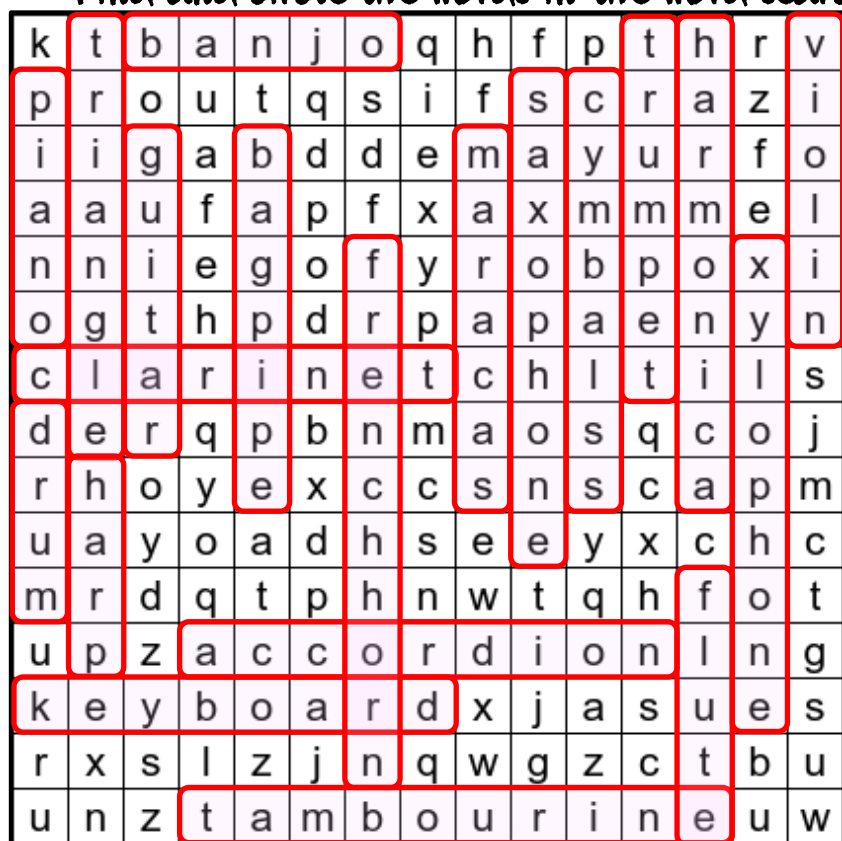 k t b a n j o q h f p t h r v
p r o u t q s i f s c r a z i
i i g a b d d e m a y u r f o
a a u f a p f x a x m m m e l
n n i e g o f y r o b p o x i
o g t h p d r p a p a e n y n
c l a r i n e t c h l t i l s
d e r q p b n m a o s q c o j
r h o y e x c c s n s c a p m
u a y o a d h s e e y x c h c
m r d q t p h n w t q h f o t
u p z a c c o r d i o n l n g
k e y b o a r d x j a s u e s
r x s l z j n q w g z c t b u
u n z t a m b o u r i n e u w